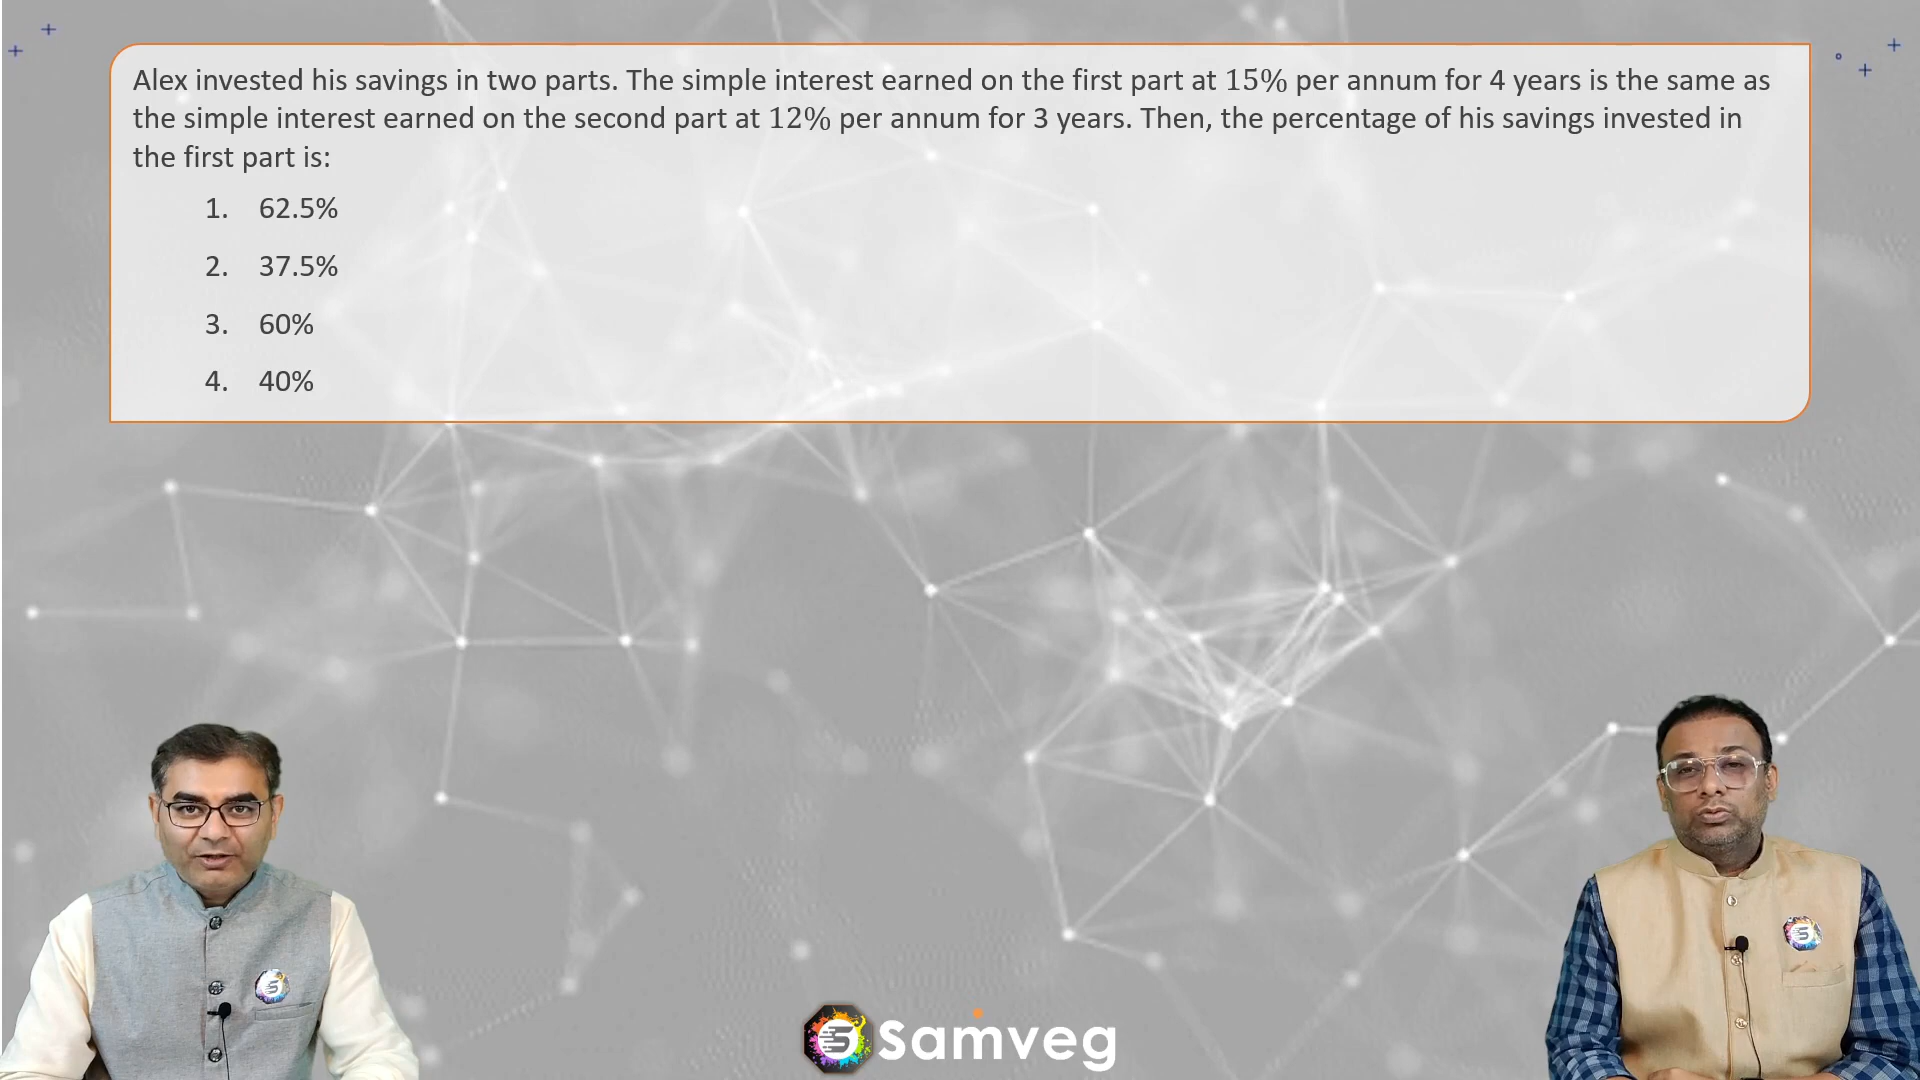 Alex invested his savings in two parts. The simple interest earned on the first part at 15% per annum for 4 years is the same as
the simple interest earned on the second part at 12% per annum for 3 years. Then, the percentage of his savings invested in
the first part is:
1. 62.5%
2. 37.5%
3. 60%
4. 40%
Samveg